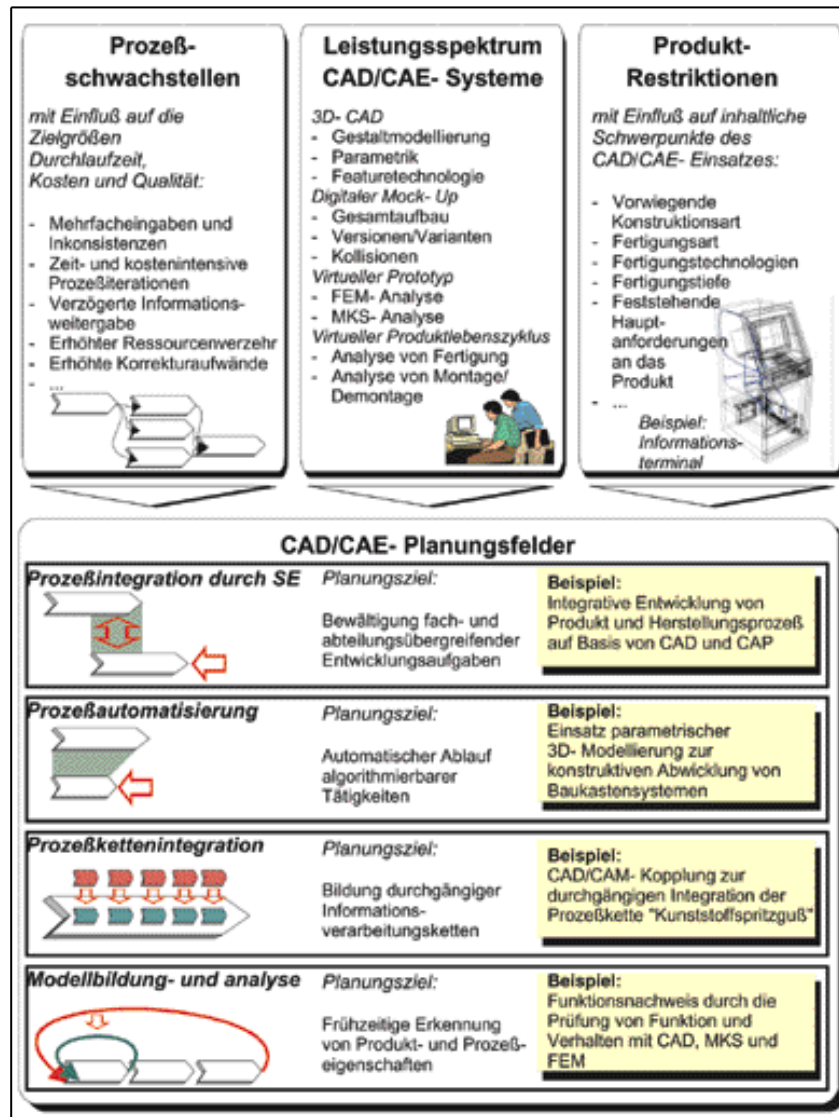 Prozeß-
schwachstellen
mit Einfluß auf die
Zielgrößen
Durchlaufzeit,
Kosten und Qualität:
- Mehrfacheingaben und
Inkonsistenzen
- Zeit- und kostenintensive
Prozeßiterationen
- Verzögerte Informations-
weitergabe
- Erhöhter Ressourcenverzehr
- Erhöhte Korrekturaufwände
- ...
Leistungsspektrum
CAD/CAE- Systeme
3D- CAD
- Gestaltmodellierung
- Parametrik
- Featuretechnologie
Digitaler Mock- Up
- Gesamtaufbau
- Versionen/Varianten
- Kollisionen
Virtueller Prototyp
- FEM- Analyse
- MKS- Analyse
Virtueller Produktlebenszyklus
- Analyse von Fertigung
- Analyse von Montage/
Demontage
Produkt-
Restriktionen
mit Einfluß auf inhaltliche
Schwerpunkte des
CAD/CAE- Einsatzes:
- Vorwiegende
Konstruktionsart
- Fertigungsart
- Fertigungstechnologien
- Fertigungstiefe
- Feststehende
Haupt-
anforderungen
an das
Produkt
- ...
Beispiel:
Informations-
terminal
CAD/CAE- Planungsfelder
Prozeßintegration durch SE
Planungsziel:
Bewältigung fach- und
abteilungsübergreifender
Entwicklungsaufgaben
Beispiel:
Integrative Entwicklung von
Produkt und Herstellungsprozeß
auf Basis von CAD und CAP
Prozeßautomatisierung
Planungsziel:
Automatischer Ablauf
algorithmierbarer
Tätigkeiten
Beispiel:
Einsatz parametrischer
3D- Modellierung zur
konstruktiven Abwicklung von
Baukastensystemen
Prozeßkettenintegration
Planungsziel:
Bildung durchgängiger
Informations-
verarbeitungsketten
Beispiel:
CAD/CAM- Kopplung zur
durchgängigen Integration der
Prozeßkette "Kunststoffspritzguß"
Modellbildung- und analyse
Planungsziel:
Frühzeitige Erkennung
von Produkt- und Prozeß-
eigenschaften
Beispiel:
Funktionsnachweis durch die
Prüfung von Funktion und
Verhalten mit CAD, MKS und
FEM